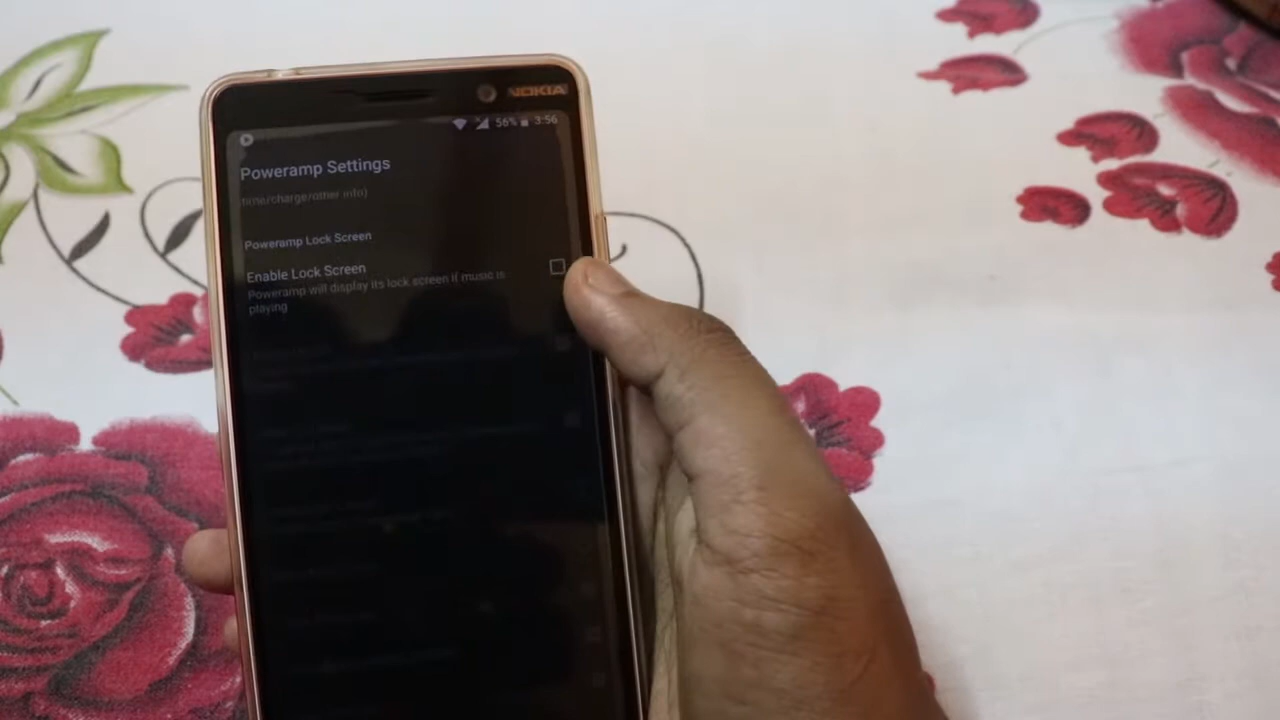 NOKIA
56% 3:56
Poweramp Settings
time/charge/other info)
Poweramp Lock Screen
Enable Lock Screen
Poweramp will display its lock screen if music is
playing